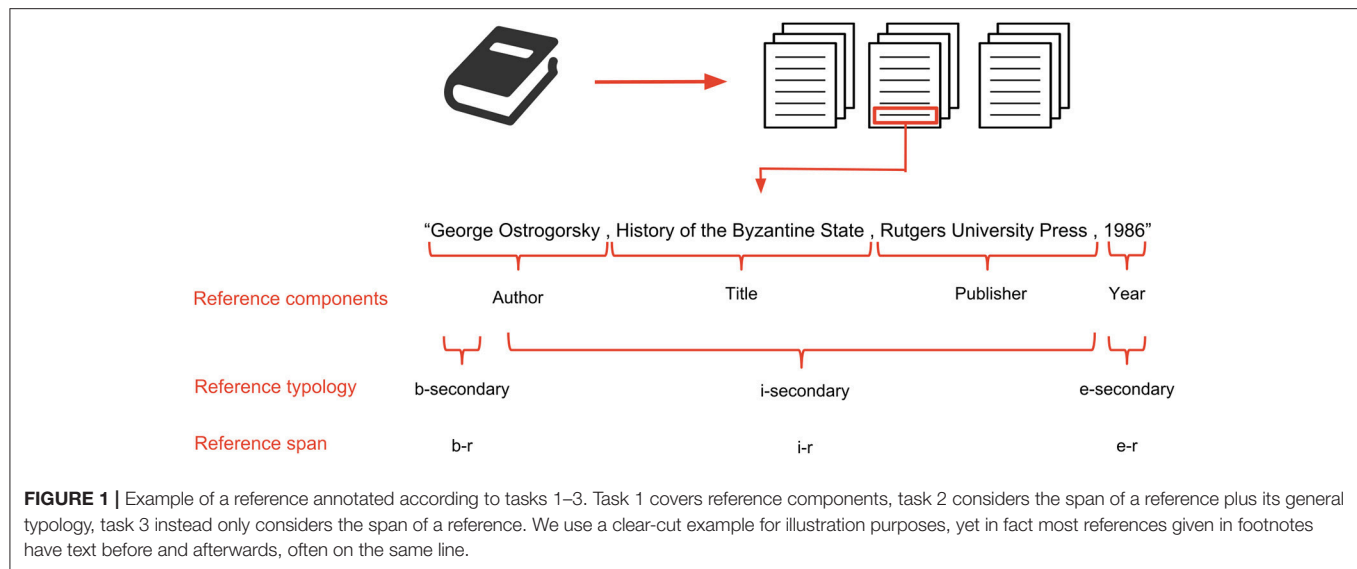 “George Ostrogorsky , History of the Byzantine State , Rutgers University Press , 1986”
Reference components Author Title Publisher Year
Reference typology b-secondary i-secondary e-secondary
Reference span b-r i-r e-r
FIGURE 1 | Example of a reference annotated according to tasks 1–3. Task 1 covers reference components, task 2 considers the span of a reference plus its general
typology, task 3 instead only considers the span of a reference. We use a clear-cut example for illustration purposes, yet in fact most references given in footnotes
have text before and afterwards, often on the same line.